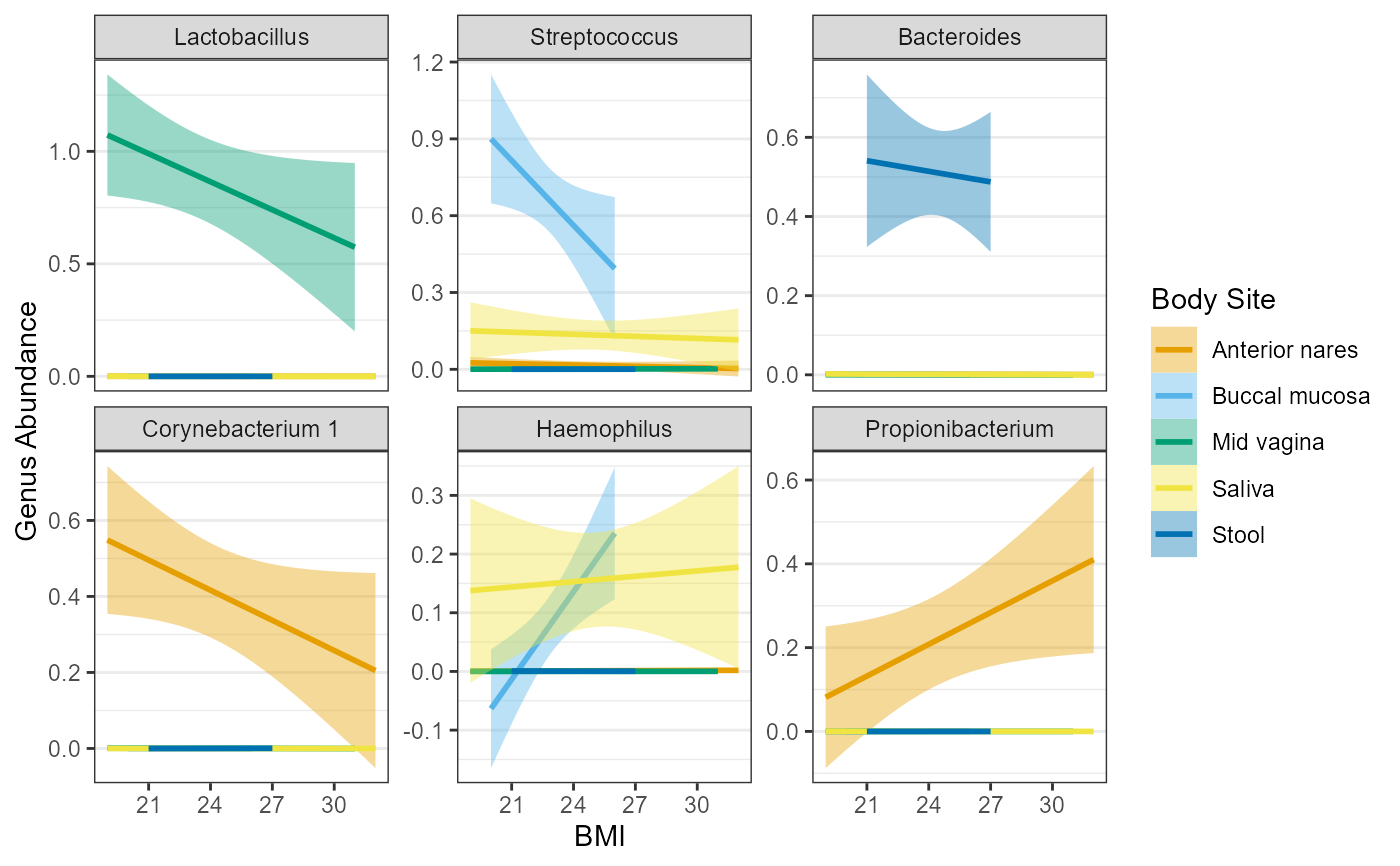 Lactobacillus
Streptococcus
Bacteroides
1.0
0.5
0.0
1.2
0.9
0.6
0.3
0.0
0.6
0.4
0.2
0.0
Corynebacterium 1
Haemophilus
Propionibacterium
0.6
0.4
0.2
0.0
0.3
0.2
0.1
0.0
-0.1
0.6
0.4
0.2
0.0
21 24 27 30
21 24 27 30
21 24 27 30
BMI
Genus Abundance
Body Site
Anterior nares
Buccal mucosa
Mid vagina
Saliva
Stool